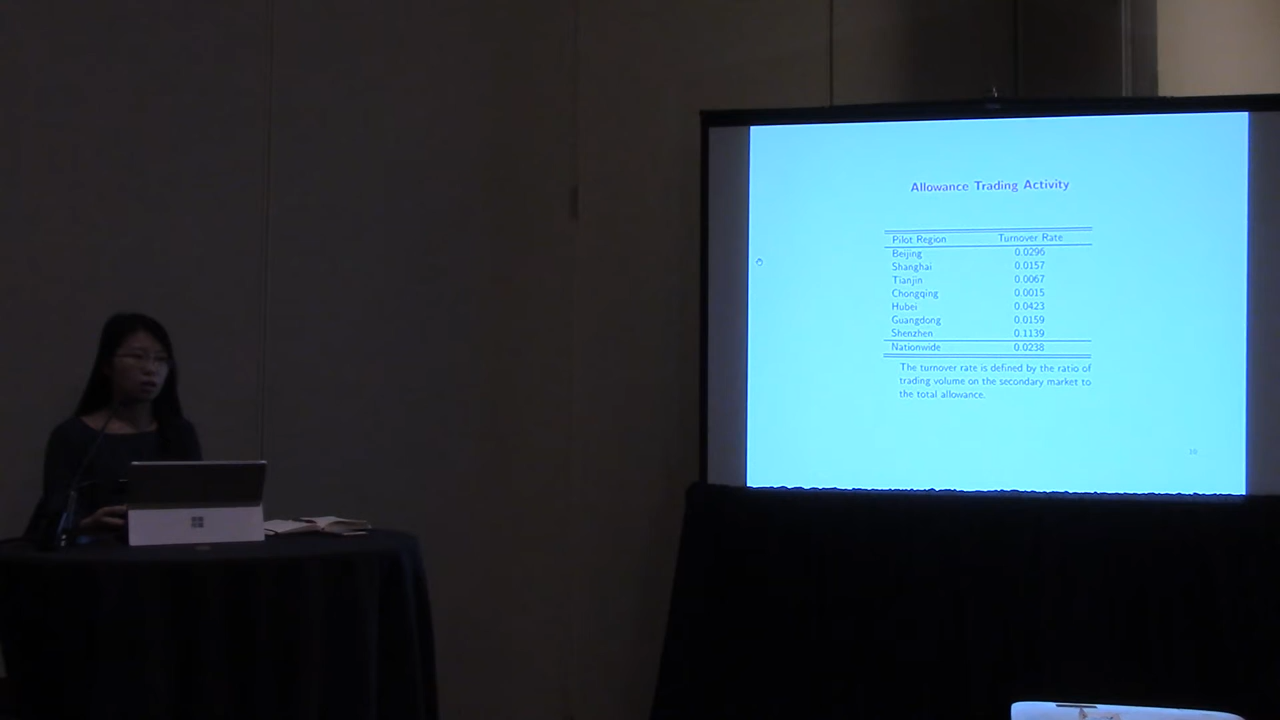 Allowance Trading Activity
Pilot Region Turnover Rate
Beijing 0.0296
Shanghai 0.0157
Tianjin 0.0067
Chongqing 0.0015
Hubei 0.0423
Guangdong 0.0159
Shenzhen 0.1139
Nationwide 0.0238
The turnover rate is defined by the ratio of
trading volume on the secondary market to
the total allowance.